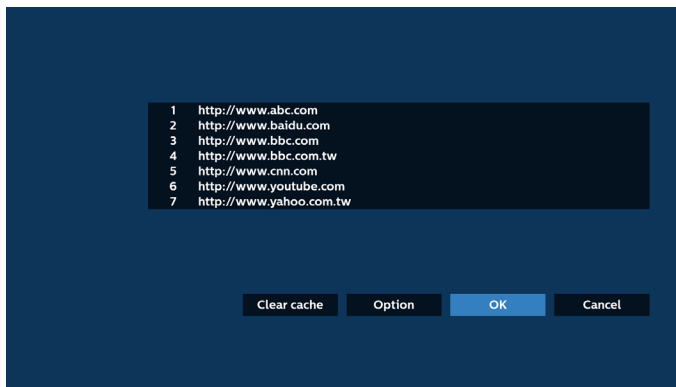 1 http://www.abc.com
2 http://www.baidu.com
3 http://www.bbc.com
4 http://www.bbc.com.tw
5 http://www.cnn.com
6 http://www.youtube.com
7 http://www.yahoo.com.tw
Clear cache Option OK Cancel